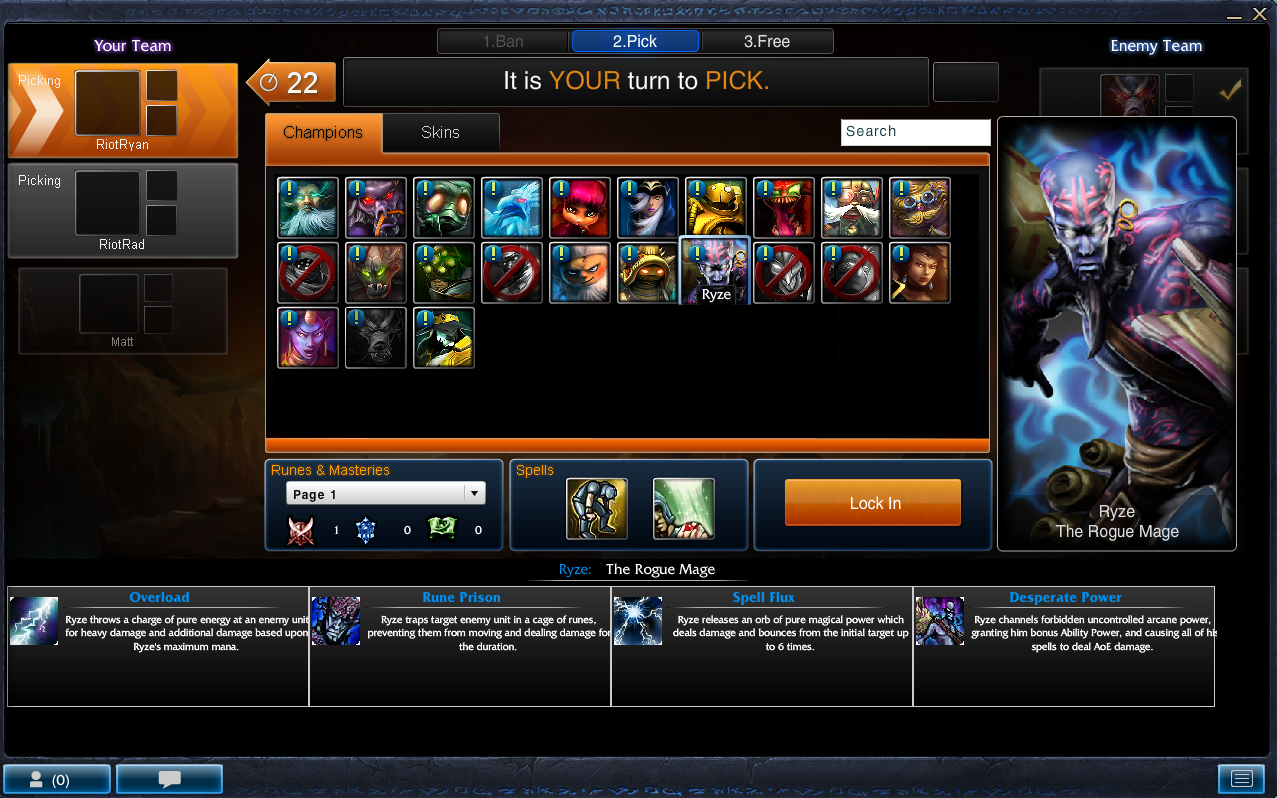 Your Team
1.Ban
2.Pick
3.Free
Enemy Team
Picking
RiotRyan
22
It is YOUR turn to PICK.
Champions
Skins
Search
Picking
RiotRad
Matt
Ryze
Ryze
The Rogue Mage
Runes & Masteries
Page 1
1
0
0
Spells
Lock In
Ryze: The Rogue Mage
Overload
Ryze throws a charge of pure energy at an enemy unit
for heavy damage and additional damage based upon
Ryze's maximum mana.
Rune Prison
Ryze traps target enemy unit in a cage of runes,
preventing them from moving and dealing damage for
the duration.
Spell Flux
Ryze releases an orb of pure magical power which
deals damage and bounces from the initial target up
to 6 times.
Desperate Power
Ryze channels forbidden uncontrolled arcane power,
granting him bonus Ability Power, and causing all of his
spells to deal AoE damage.
(0)